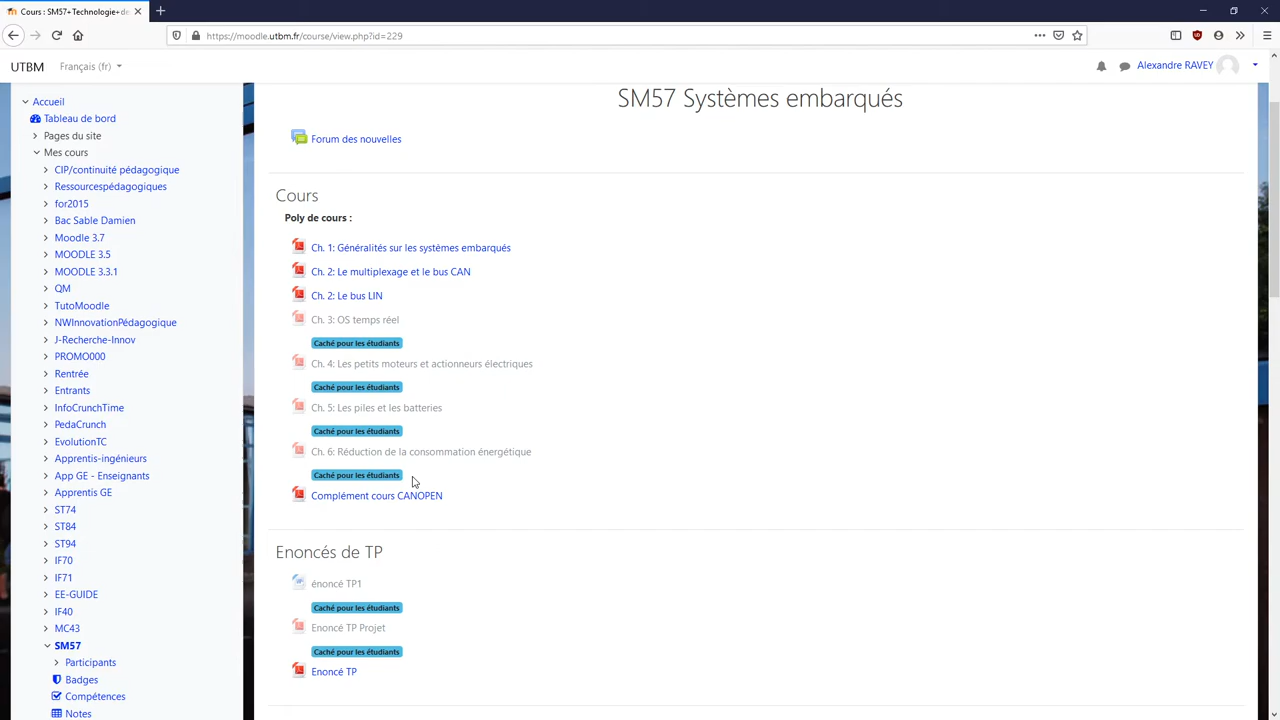 Cours : SM57+ Technologie+ de
https://moodle.utbm.fr/course/view.php?id=229
UTBM
Français (fr)
Alexandre RAVEY
Accueil
Tableau de bord
Pages du site
Mes cours
CIP/continuité pédagogique
Ressourcespédagogiques
for2015
Bac Sable Damien
Moodle 3.7
MOODLE 3.5
MOODLE 3.3.1
QM
TutoMoodle
NWInnovationPédagogique
J-Recherche-Innov
PROMO000
Rentrée
Entrants
InfoCrunchTime
PedaCrunch
EvolutionTC
Apprentis-ingénieurs
App GE - Enseignants
Apprentis GE
ST74
ST84
ST94
IF70
IF71
EE-GUIDE
IF40
MC43
SM57
Participants
Badges
Compétences
Notes
SM57 Systèmes embarqués
Forum des nouvelles
Cours
Poly de cours :
Ch. 1: Généralités sur les systèmes embarqués
Ch. 2: Le multiplexage et le bus CAN
Ch. 2: Le bus LIN
Ch. 3: OS temps réel
Caché pour les étudiants
Ch. 4: Les petits moteurs et actionneurs électriques
Caché pour les étudiants
Ch. 5: Les piles et les batteries
Caché pour les étudiants
Ch. 6: Réduction de la consommation énergétique
Caché pour les étudiants
Complément cours CANOPEN
Enoncés de TP
énoncé TP1
Caché pour les étudiants
Enoncé TP Projet
Caché pour les étudiants
Enoncé TP